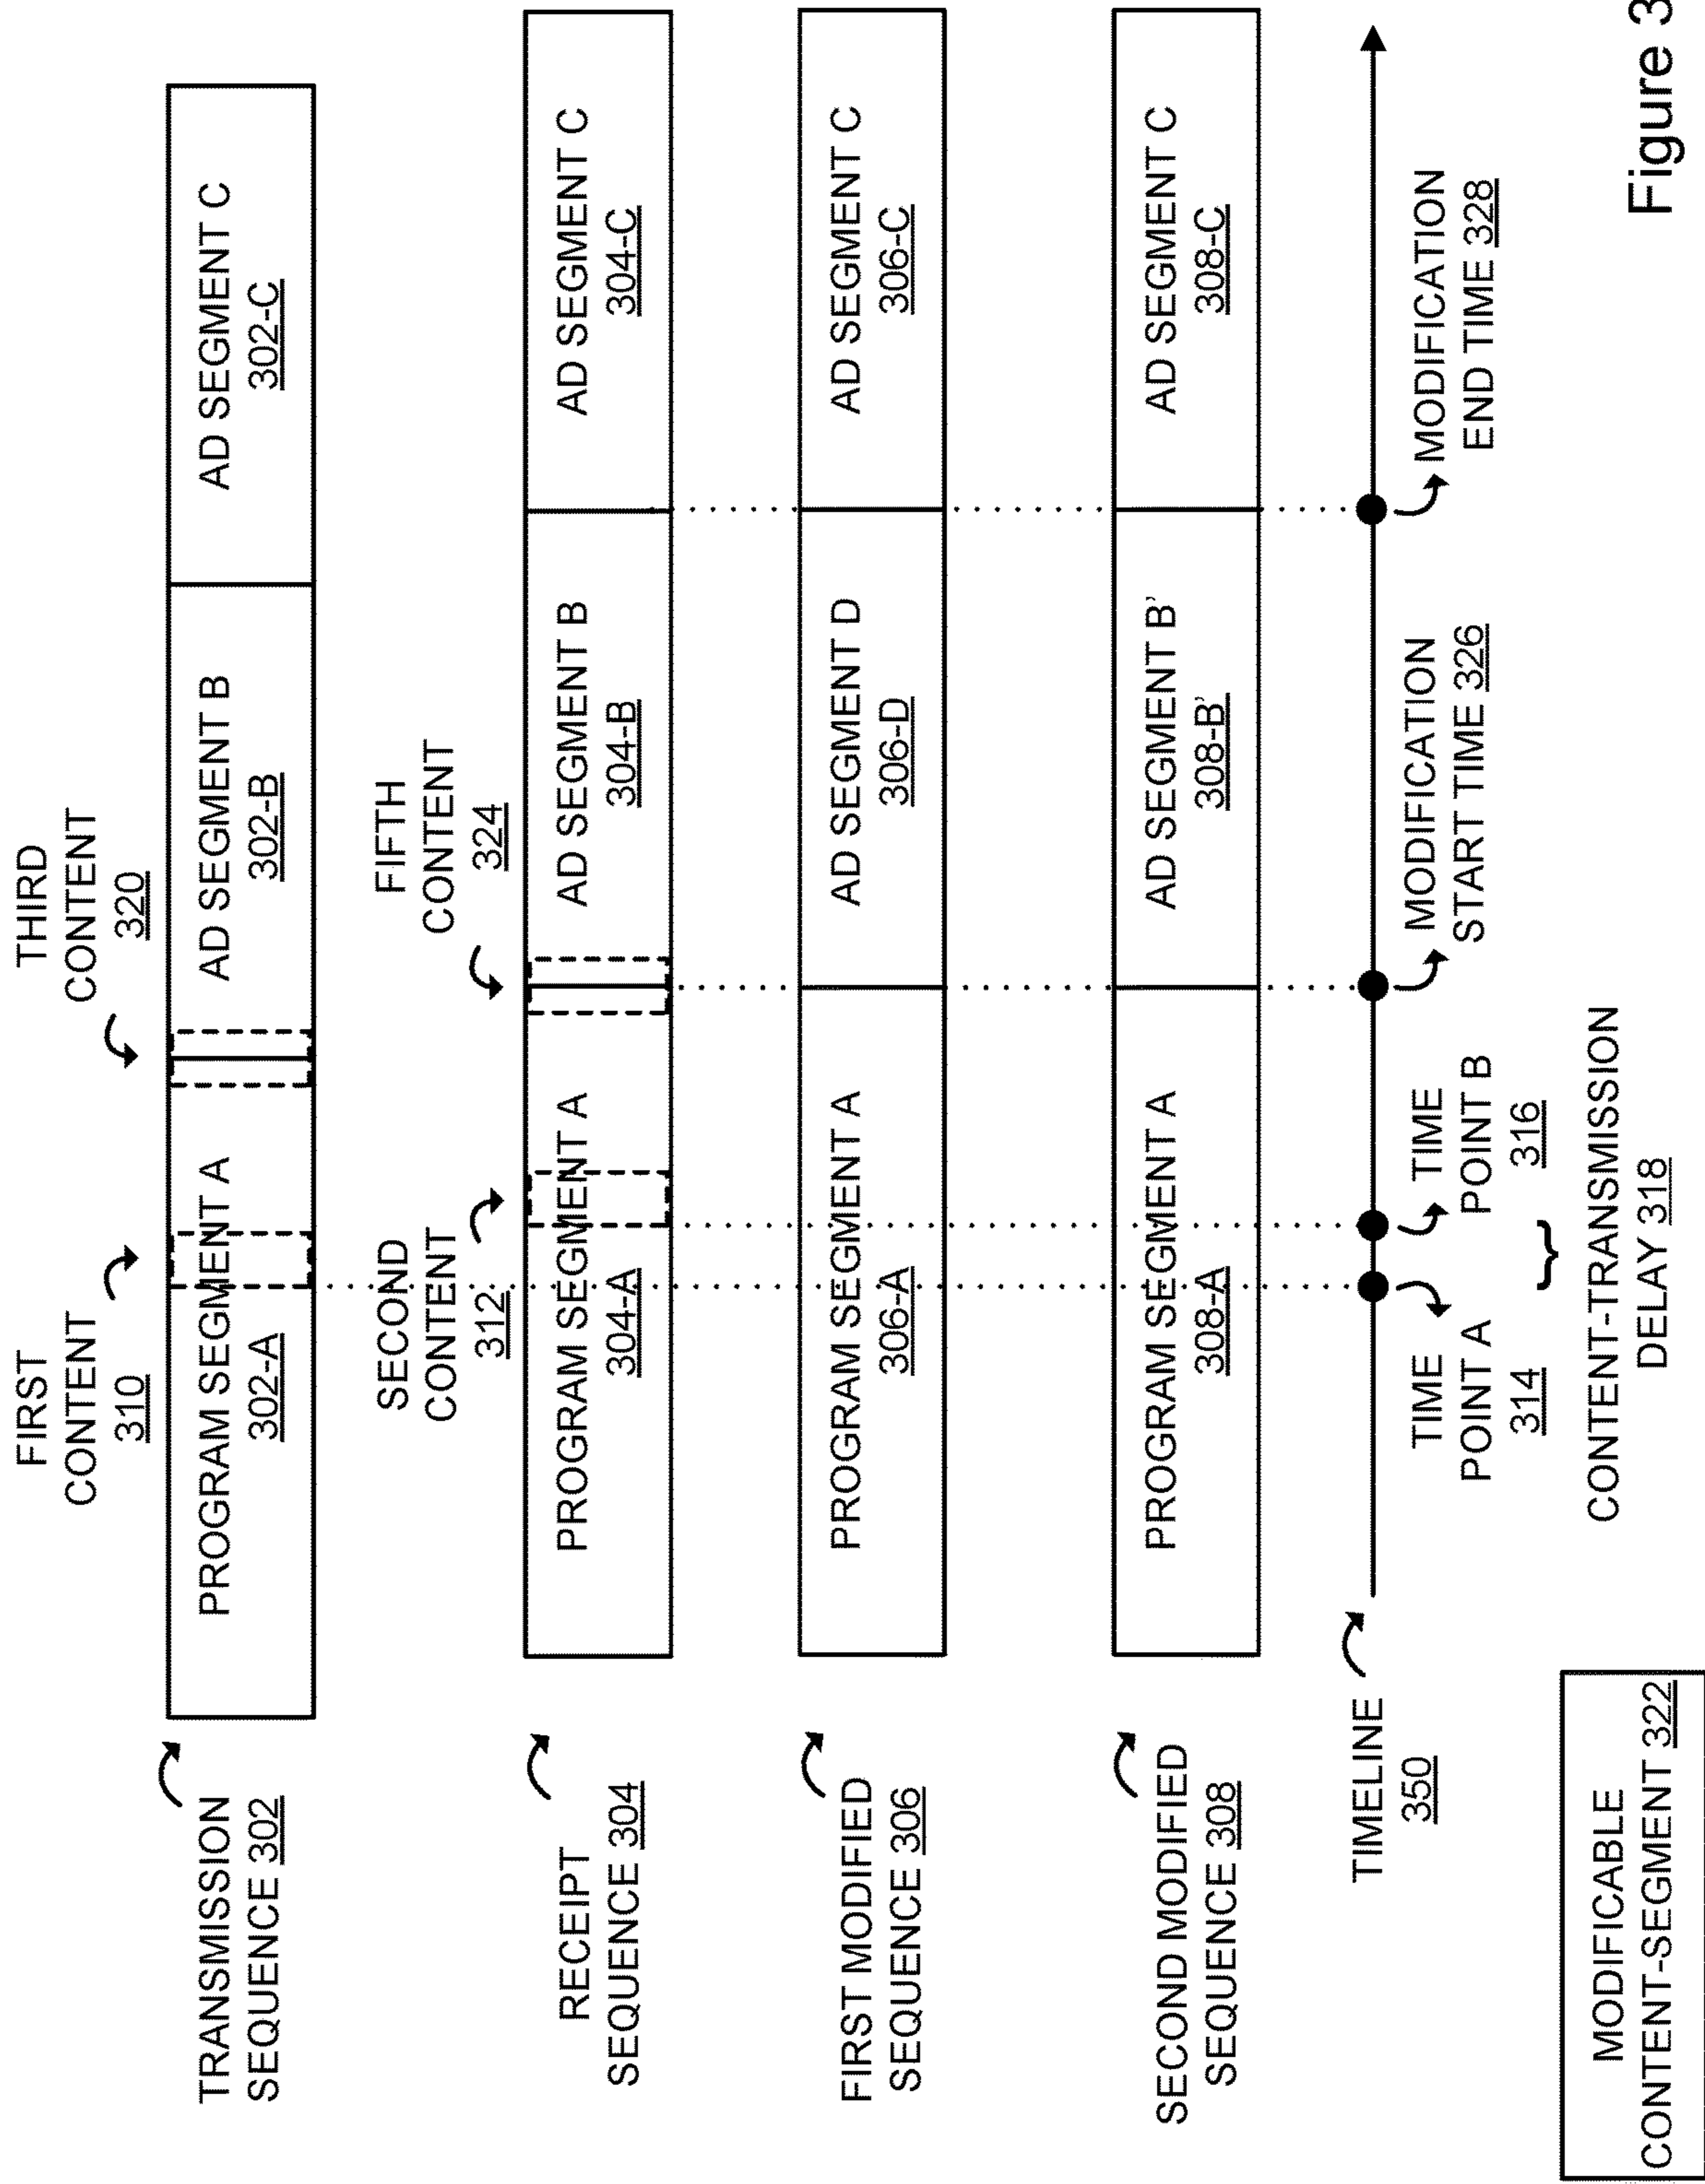 FIRST
CONTENT
310
THIRD
CONTENT
320
TRANSMISSION
SEQUENCE 302
PROGRAM SEGMENT A
302-A
AD SEGMENT B
302-B
AD SEGMENT C
302-C
SECOND
CONTENT
312
FIFTH
CONTENT
324
RECEIPT
SEQUENCE 304
PROGRAM SEGMENT A
304-A
AD SEGMENT B
304-B
AD SEGMENT C
304-C
FIRST MODIFIED
SEQUENCE 306
PROGRAM SEGMENT A
306-A
AD SEGMENT D
306-D
AD SEGMENT C
306-C
SECOND MODIFIED
SEQUENCE 308
PROGRAM SEGMENT A
308-A
AD SEGMENT B'
308-B'
AD SEGMENT C
308-C
TIMELINE
350
TIME
POINT A
314
TIME
POINT B
316
MODIFICATION
START TIME 326
MODIFICATION
END TIME 328
CONTENT-TRANSMISSION
DELAY 318
MODIFICABLE
CONTENT-SEGMENT 322
Figure 3